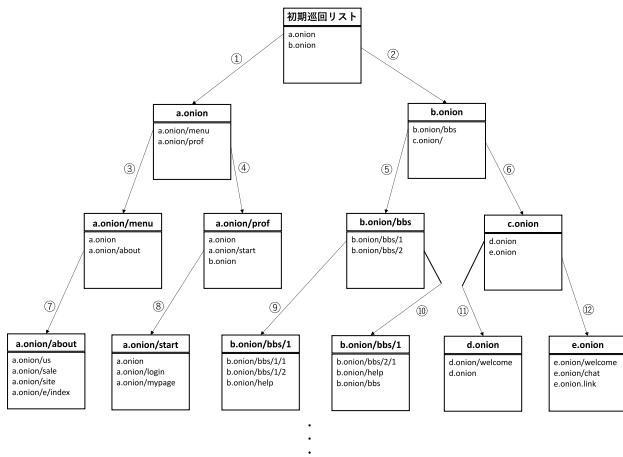 初期巡回リスト
a.onion
b.onion
①
②
a.onion
a.onion/menu
a.onion/prof
b.onion
b.onion/bbs
c.onion/
③
④
⑤
⑥
a.onion/menu
a.onion
a.onion/about
a.onion/prof
a.onion
a.onion/start
b.onion
b.onion/bbs
b.onion/bbs/1
b.onion/bbs/2
c.onion
d.onion
e.onion
⑦
⑧
⑨
⑩
⑪
⑫
a.onion/about
a.onion/us
a.onion/sale
a.onion/site
a.onion/e/index
a.onion/start
a.onion
a.onion/login
a.onion/mypage
b.onion/bbs/1
b.onion/bbs/1/1
b.onion/bbs/1/2
b.onion/help
b.onion/bbs/1
b.onion/bbs/2/1
b.onion/help
b.onion/bbs
d.onion
d.onion/welcome
d.onion
e.onion
e.onion/welcome
e.onion/chat
e.onion.link